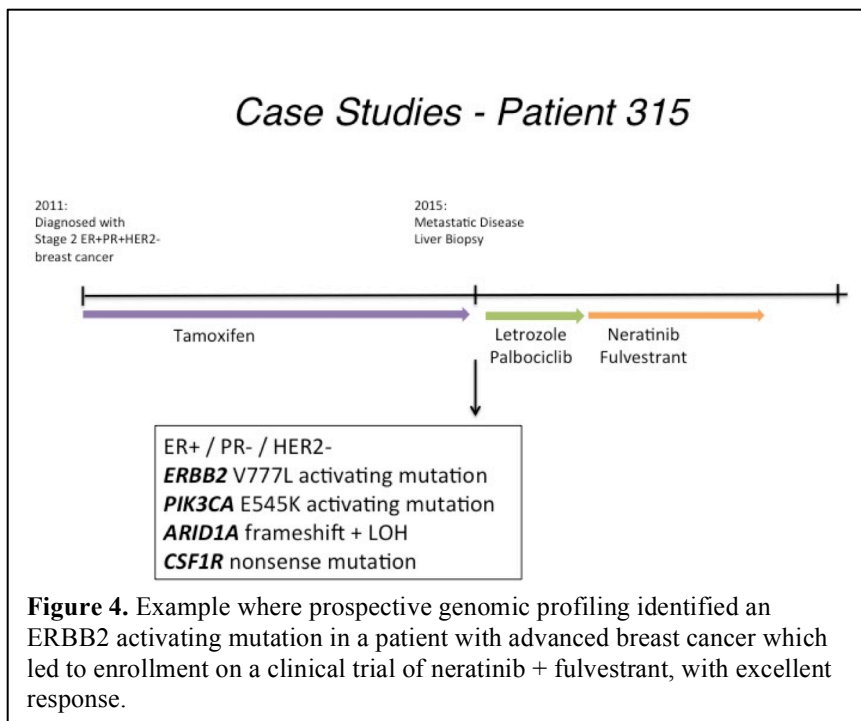 Case Studies - Patient 315
2011:
Diagnosed with
Stage 2 ER+PR+HER2-
breast cancer
2015:
Metastatic Disease
Liver Biopsy
Tamoxifen
Letrozole
Palbociclib
Neratinib
Fulvestrant
ER+ / PR- / HER2-
ERBB2 V777L activating mutation
PIK3CA E545K activating mutation
ARID1A frameshift + LOH
CSF1R nonsense mutation
Figure 4. Example where prospective genomic profiling identified an
ERBB2 activating mutation in a patient with advanced breast cancer which
led to enrollment on a clinical trial of neratinib + fulvestrant, with excellent
response.